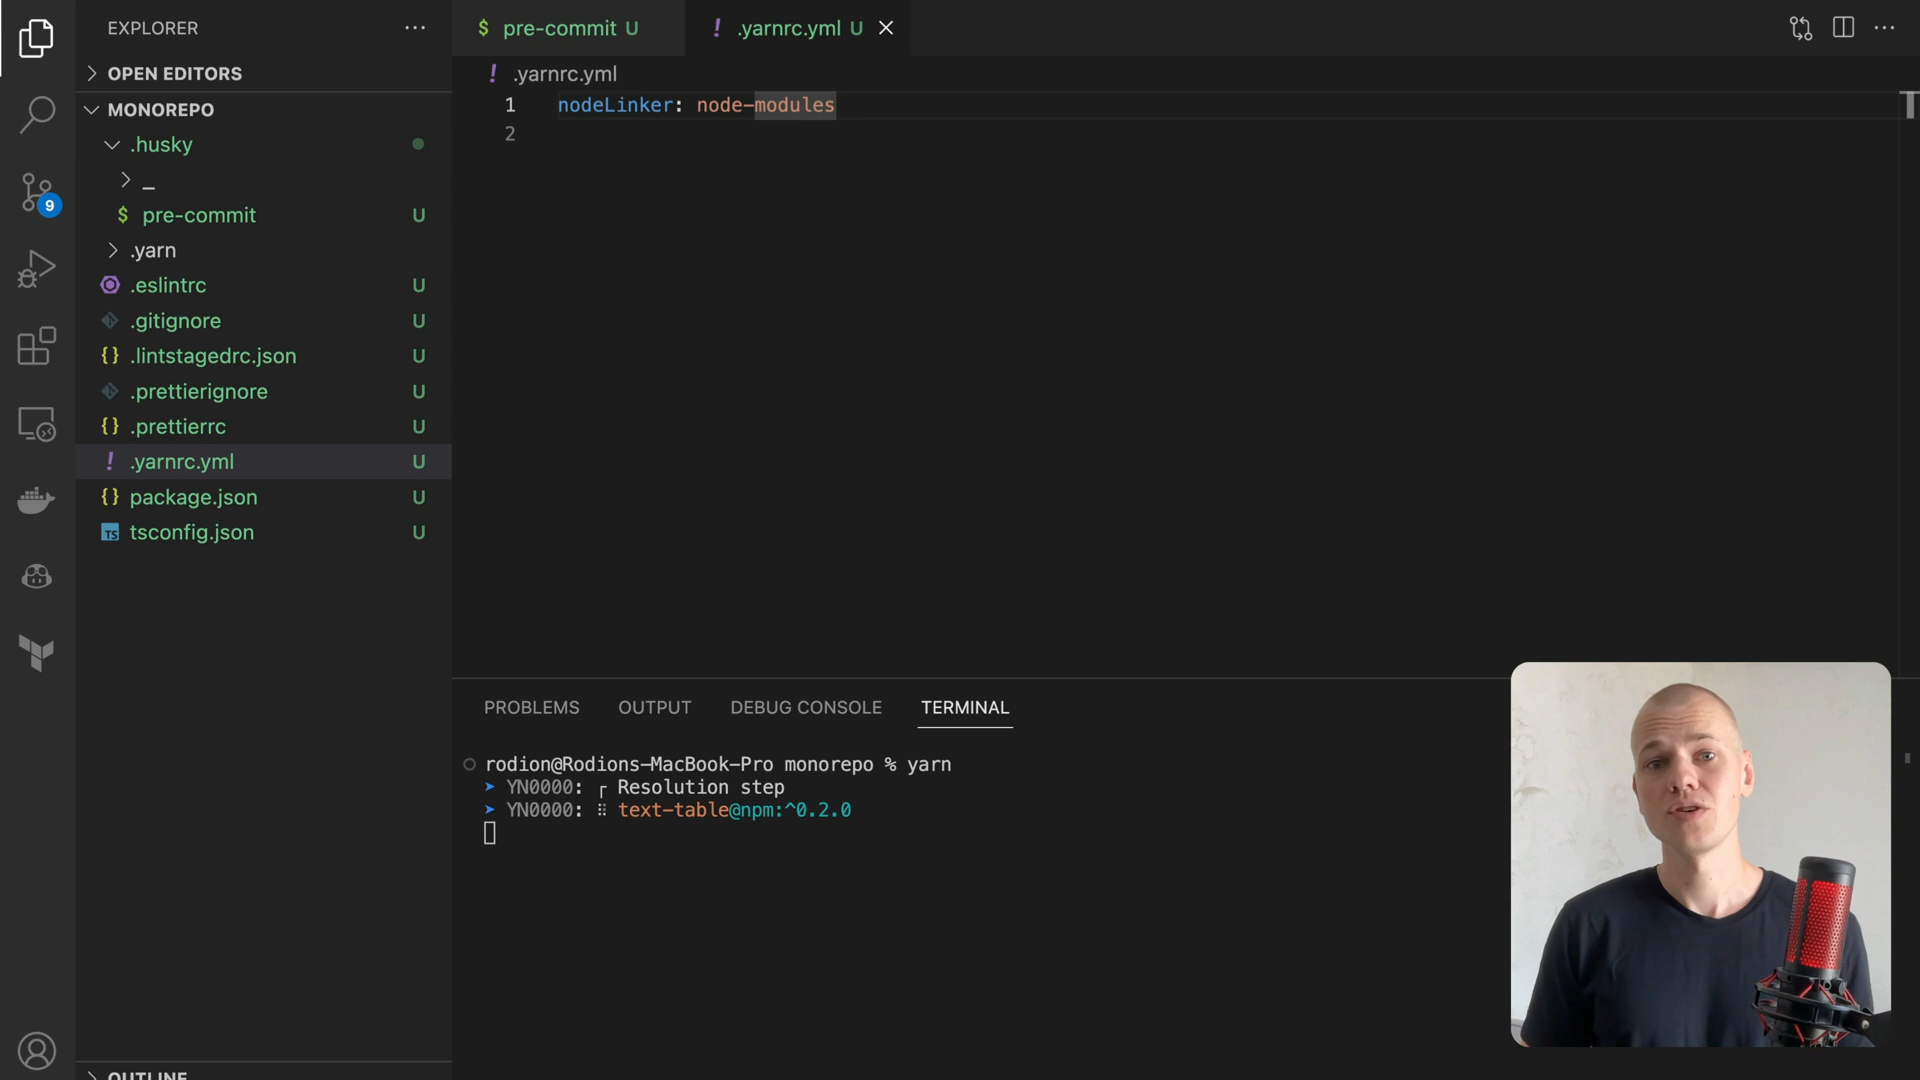 EXPLORER
OPEN EDITORS
MONOREPO
.husky
_
$ pre-commit U
.yarn
.eslintrc U
.gitignore U
{} .lintstagedrc.json U
.prettierignore U
{} .prettierrc U
! .yarnrc.yml U
{} package.json U
TS tsconfig.json U
OUTLINE
9
$ pre-commit U
! .yarnrc.yml U
! .yarnrc.yml
1 nodeLinker: node-modules
2
PROBLEMS OUTPUT DEBUG CONSOLE TERMINAL
rodion@Rodions-MacBook-Pro monorepo % yarn
➤ YN0000: ┌ Resolution step
➤ YN0000: ⠿ text-table@npm:^0.2.0